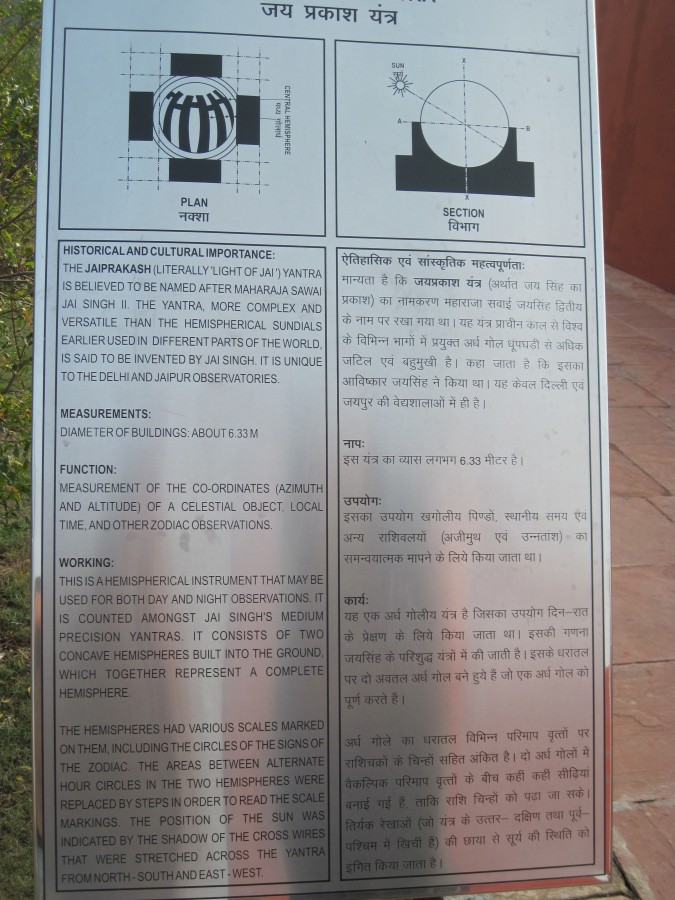 जय प्रकाश यंत्र
CENTRAL HEMISPHERE
मध्य गोलार्ध
PLAN
नक्शा
SUN
सूर्य
X
A
B
X
SECTION
विभाग
HISTORICAL AND CULTURAL IMPORTANCE:
THE JAIPRAKASH (LITERALLY 'LIGHT OF JAI') YANTRA
IS BELIEVED TO BE NAMED AFTER MAHARAJA SAWAI
JAI SINGH II. THE YANTRA, MORE COMPLEX AND
VERSATILE THAN THE HEMISPHERICAL SUNDIALS
EARLIER USED IN DIFFERENT PARTS OF THE WORLD,
IS SAID TO BE INVENTED BY JAI SINGH. IT IS UNIQUE
TO THE DELHI AND JAIPUR OBSERVATORIES.
MEASUREMENTS:
DIAMETER OF BUILDINGS: ABOUT 6.33 M
FUNCTION:
MEASUREMENT OF THE CO-ORDINATES (AZIMUTH
AND ALTITUDE) OF A CELESTIAL OBJECT, LOCAL
TIME, AND OTHER ZODIAC OBSERVATIONS.
WORKING:
THIS IS A HEMISPHERICAL INSTRUMENT THAT MAY BE
USED FOR BOTH DAY AND NIGHT OBSERVATIONS. IT
IS COUNTED AMONGST JAI SINGH'S MEDIUM
PRECISION YANTRAS. IT CONSISTS OF TWO
CONCAVE HEMISPHERES BUILT INTO THE GROUND,
WHICH TOGETHER REPRESENT A COMPLETE
HEMISPHERE.
THE HEMISPHERES HAD VARIOUS SCALES MARKED
ON THEM, INCLUDING THE CIRCLES OF THE SIGNS OF
THE ZODIAC. THE AREAS BETWEEN ALTERNATE
HOUR CIRCLES IN THE TWO HEMISPHERES WERE
REPLACED BY STEPS IN ORDER TO READ THE SCALE
MARKINGS. THE POSITION OF THE SUN WAS
INDICATED BY THE SHADOW OF THE CROSS WIRES
THAT WERE STRETCHED ACROSS THE YANTRA
FROM NORTH - SOUTH AND EAST - WEST.
ऐतिहासिक एवं सांस्कृतिक महत्वपूर्णताः
मान्यता है कि जयप्रकाश यंत्र (अर्थात जय सिंह का
प्रकाश) का नामकरण महाराजा सवाई जयसिंह द्वितीय
के नाम पर रखा गया था। यह यंत्र प्राचीन काल से विश्व
के विभिन्न भागों में प्रयुक्त अर्ध गोल धूपघड़ी से अधिक
जटिल एवं बहुमुखी है। कहा जाता है कि इसका
आविष्कार जयसिंह ने किया था। यह केवल दिल्ली एवं
जयपुर की वेद्यशालाओं में ही है।
नापः
इस यंत्र का व्यास लगभग 6.33 मीटर है।
उपयोगः
इसका उपयोग खगोलीय पिण्डों, स्थानीय समय एवं
अन्य राशिवलयों (अजीमुथ एवं उन्नतांश) का
समन्वयात्मक मापने के लिये किया जाता था।
कार्यः
यह एक अर्ध गोलीय यंत्र है जिसका उपयोग दिन–रात
के प्रेक्षण के लिये किया जाता था। इसकी गणना
जयसिंह के परिशुद्ध यंत्रो में की जाती है। इसके धरातल
पर दो अवतल अर्ध गोल बने हुये हैं जो एक अर्ध गोल को
पूर्ण करते हैं।
अर्ध गोले का धरातल विभिन्न परिमाप वृत्तों पर
राशिचकों के चिन्हों सहित अंकित है। दो अर्ध गोलों में
वैकल्पिक परिमाप वृत्तों के बीच कहीं कहीं सीढ़ियां
बनाई गई हैं, ताकि राशि चिन्हों को पढ़ा जा सके।
तिर्यक रेखाओं (जो यंत्र के उत्तर– दक्षिण तथा पूर्व–
पश्चिम में खिंची हैं) की छाया से सूर्य की स्थिति को
इंगित किया जाता है।